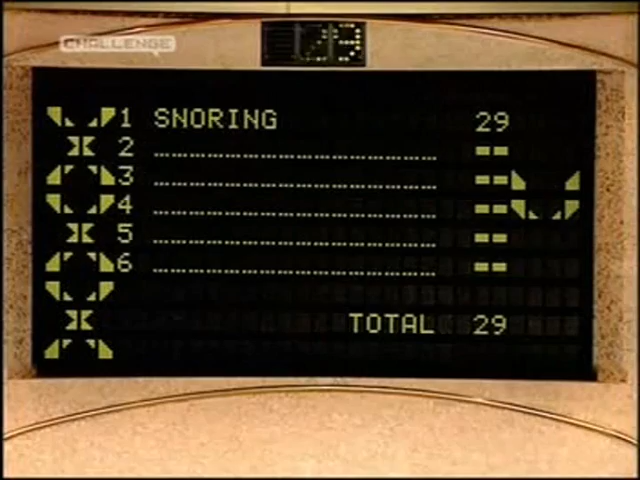 CHALLENGE
1 SNORING 29
2 ........................................ --
3 ........................................ --
4 ........................................ --
5 ........................................ --
6 ........................................ --
TOTAL 29